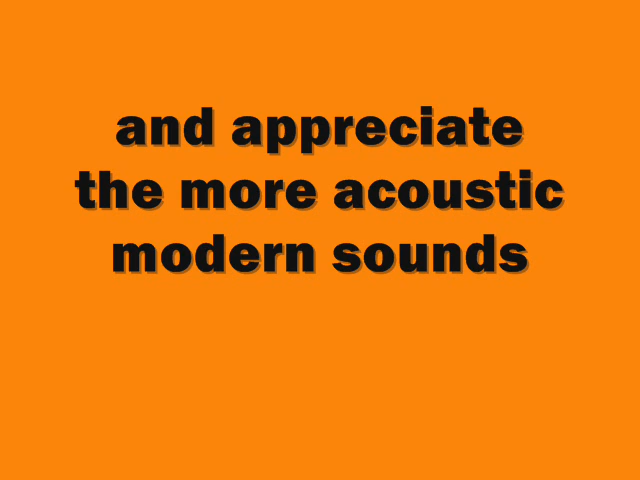 and appreciate
the more acoustic
modern sounds